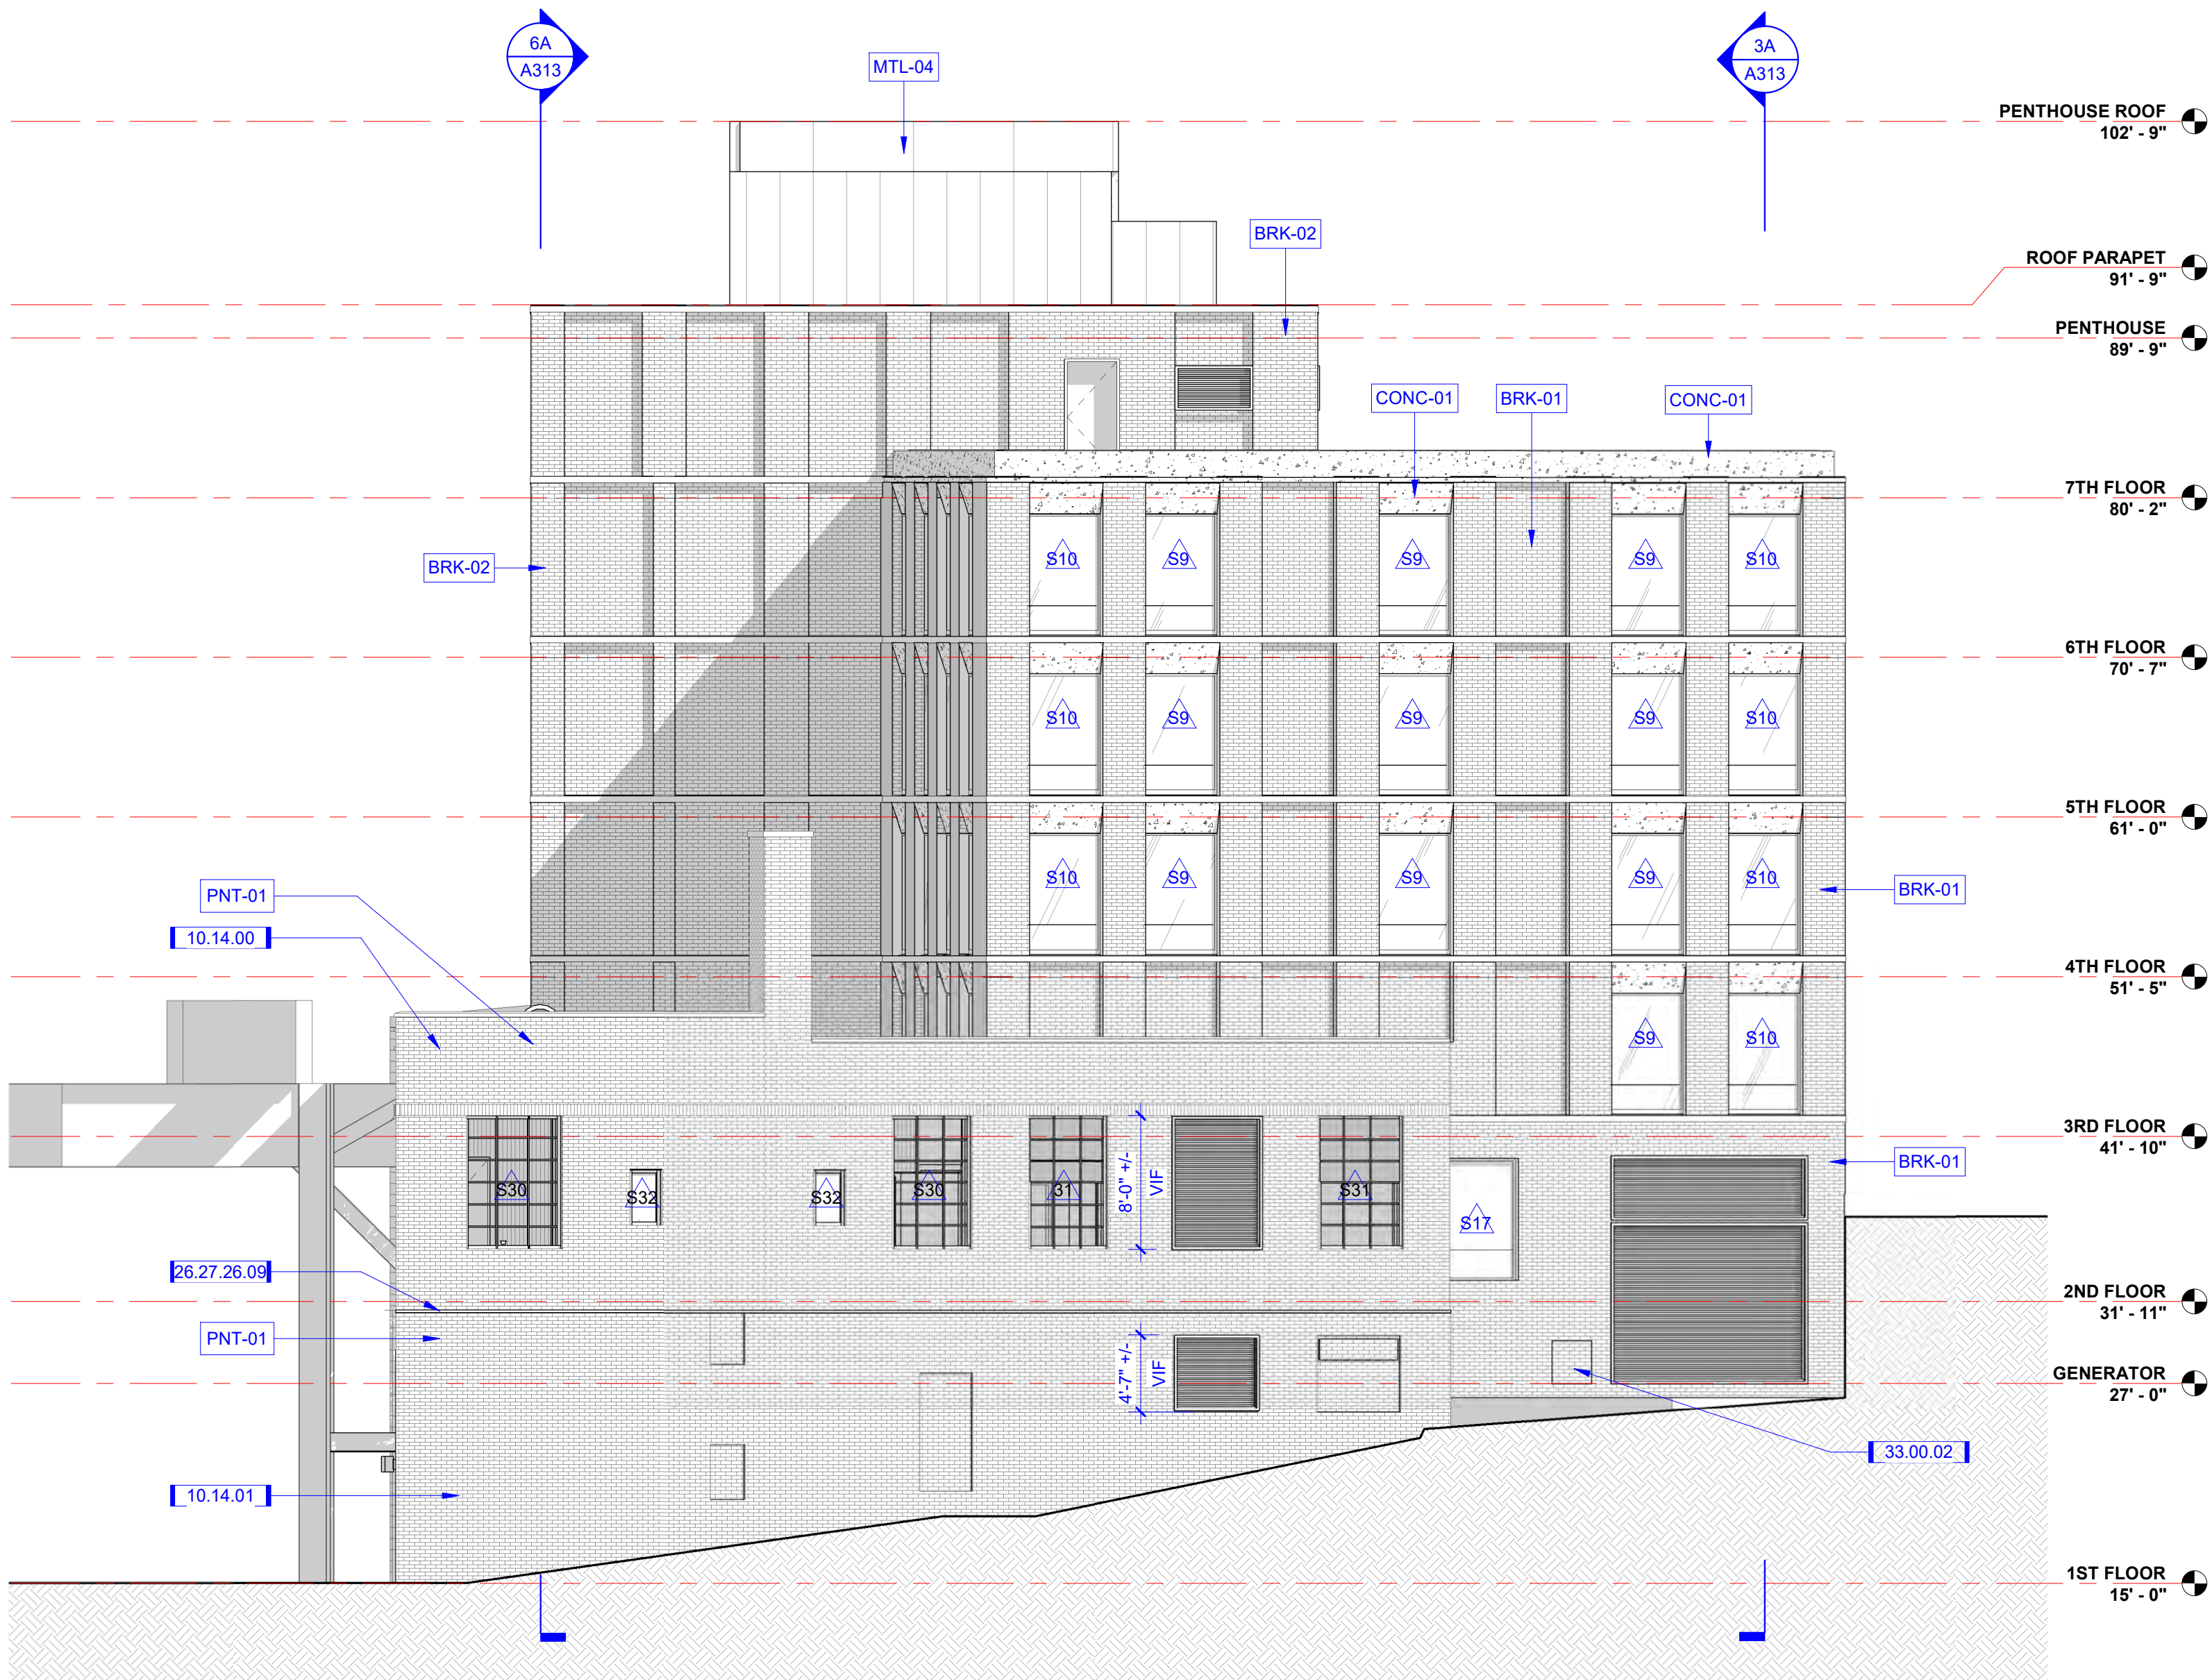 6A
A313
3A
A313
MTL-04
PENTHOUSE ROOF
102' - 9"
BRK-02
ROOF PARAPET
91' - 9"
PENTHOUSE
89' - 9"
CONC-01
BRK-01
CONC-01
7TH FLOOR
80' - 2"
BRK-02
S10
S9
S9
S9
S10
6TH FLOOR
70' - 7"
S10
S9
S9
S9
S10
5TH FLOOR
61' - 0"
S10
S9
S9
S9
S10
BRK-01
PNT-01
10.14.00
4TH FLOOR
51' - 5"
S9
S10
3RD FLOOR
41' - 10"
BRK-01
S30
S32
S32
S30
31
8'-0" +/-
VIF
S31
S17
26.27.26.09
2ND FLOOR
31' - 11"
PNT-01
4'-7" +/-
VIF
GENERATOR
27' - 0"
33.00.02
10.14.01
1ST FLOOR
15' - 0"